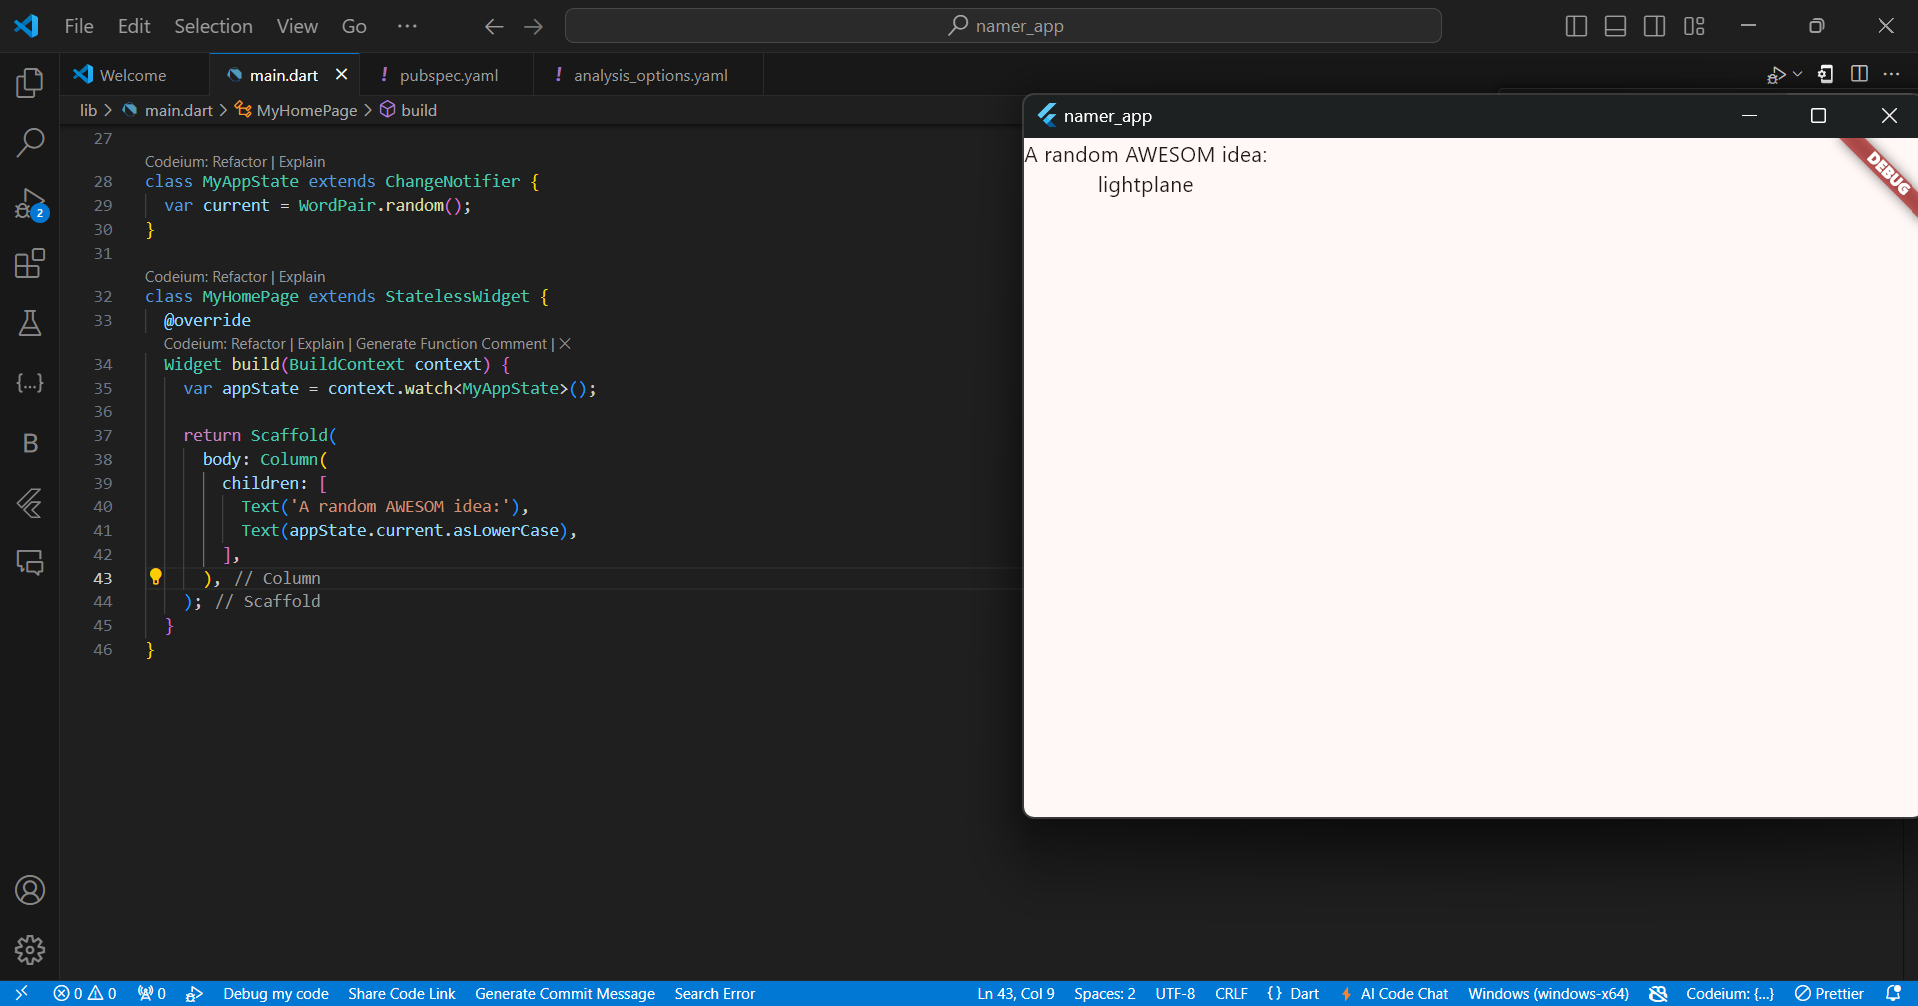 File Edit Selection View Go ···
namer_app
Welcome
main.dart
! pubspec.yaml
! analysis_options.yaml
lib > main.dart > MyHomePage > build
27
Codeium: Refactor | Explain
28 class MyAppState extends ChangeNotifier {
29 var current = WordPair.random();
30 }
31
Codeium: Refactor | Explain
32 class MyHomePage extends StatelessWidget {
33 @override
Codeium: Refactor | Explain | Generate Function Comment | ×
34 Widget build(BuildContext context) {
35 var appState = context.watch<MyAppState>();
36
37 return Scaffold(
38 body: Column(
39 children: [
40 Text('A random AWESOM idea:'),
41 Text(appState.current.asLowerCase),
42 ],
43 ), // Column
44 ); // Scaffold
45 }
46 }
2
{...}
B
namer_app
A random AWESOM idea:
lightplane
DEBUG
0 0 0 Debug my code Share Code Link Generate Commit Message Search Error Ln 43, Col 9 Spaces: 2 UTF-8 CRLF {} Dart AI Code Chat Windows (windows-x64) Codeium: {...} Prettier